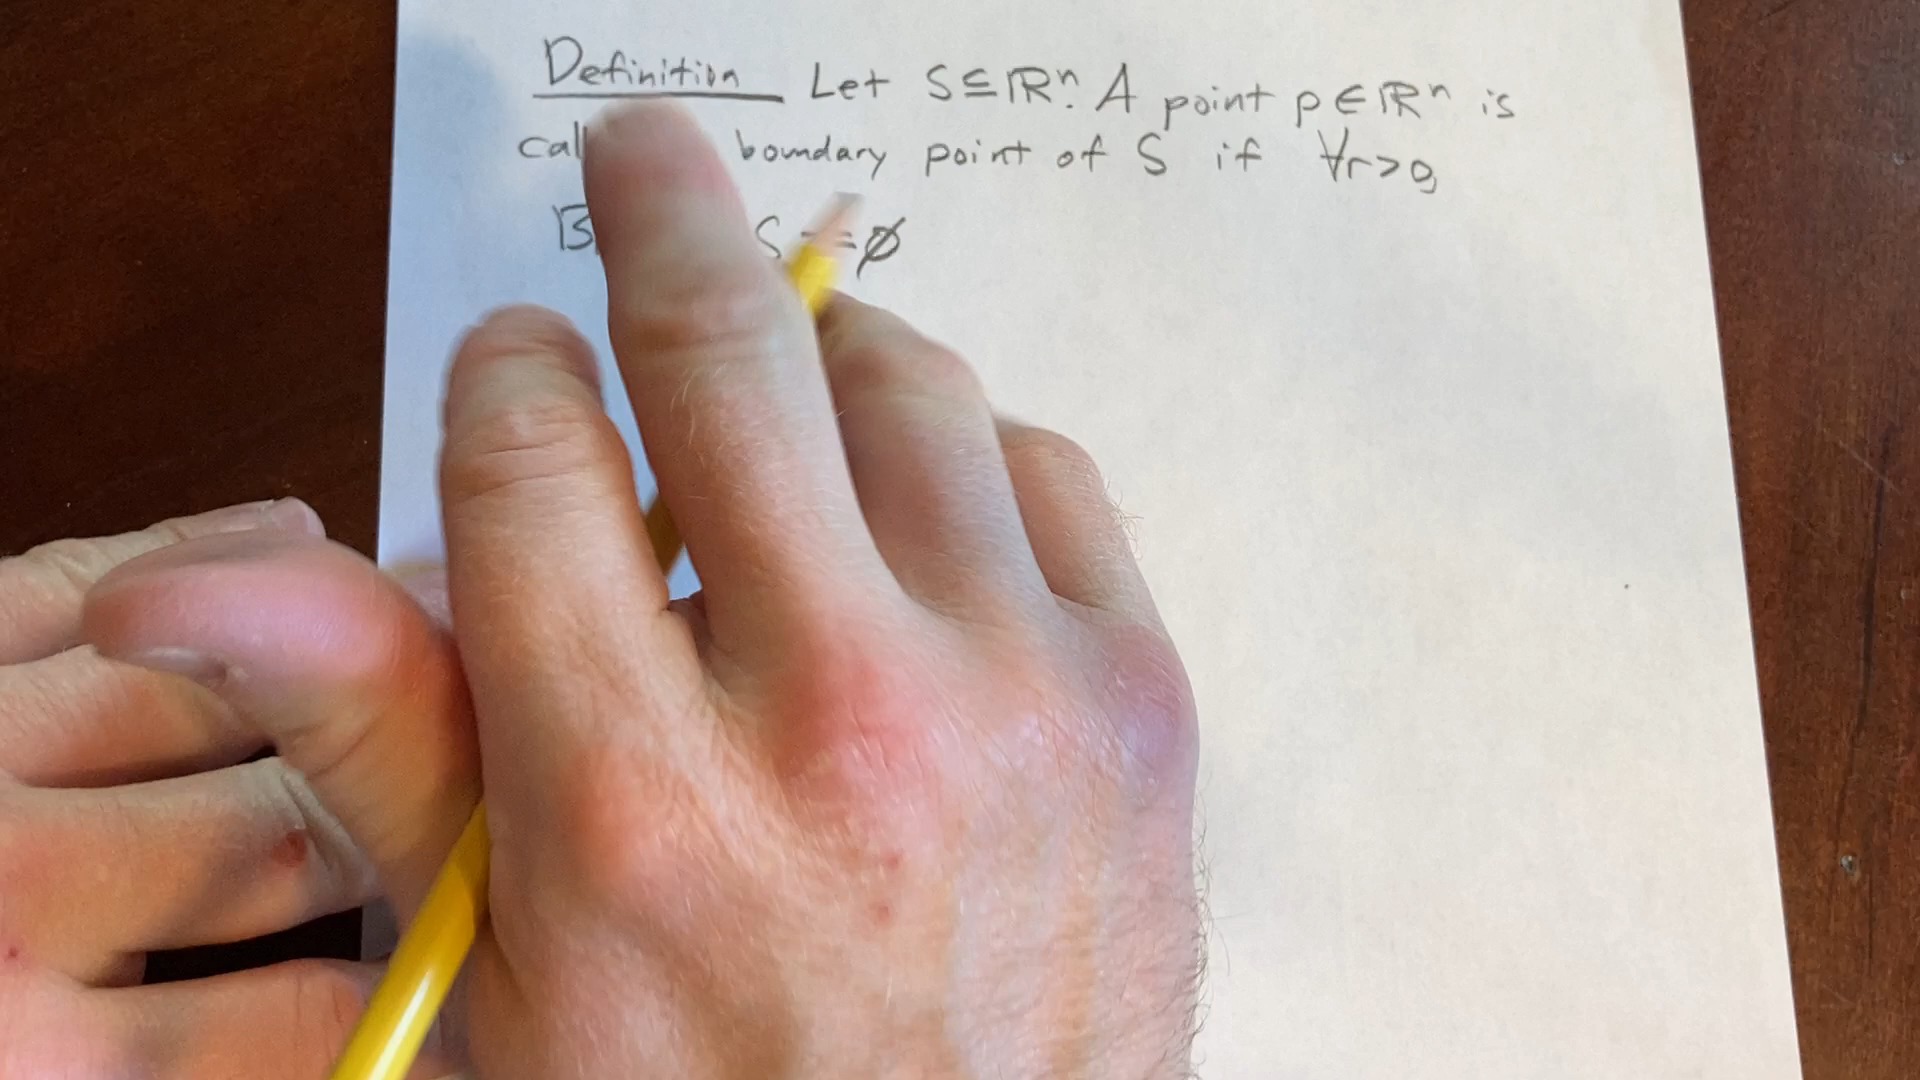 Definition Let S ⊆ ℝⁿ. A point p ∈ ℝⁿ is
boundary point of S if ∀r>0,
S = ∅